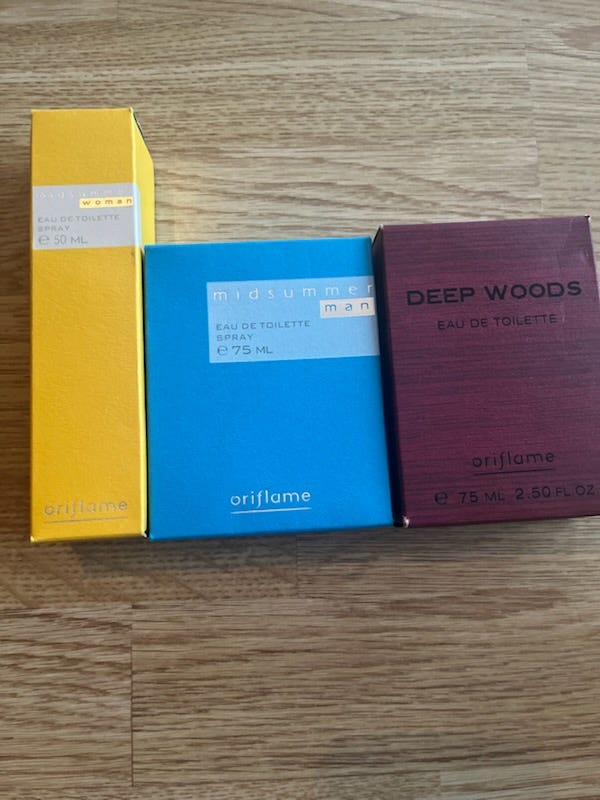 midsummer
woman
EAU DE TOILETTE
SPRAY
e 50 ML
oriflame
midsummer
man
EAU DE TOILETTE
SPRAY
e 75 ML
oriflame
DEEP WOODS
EAU DE TOILETTE
oriflame
e 75 ML 2.50 FL.OZ